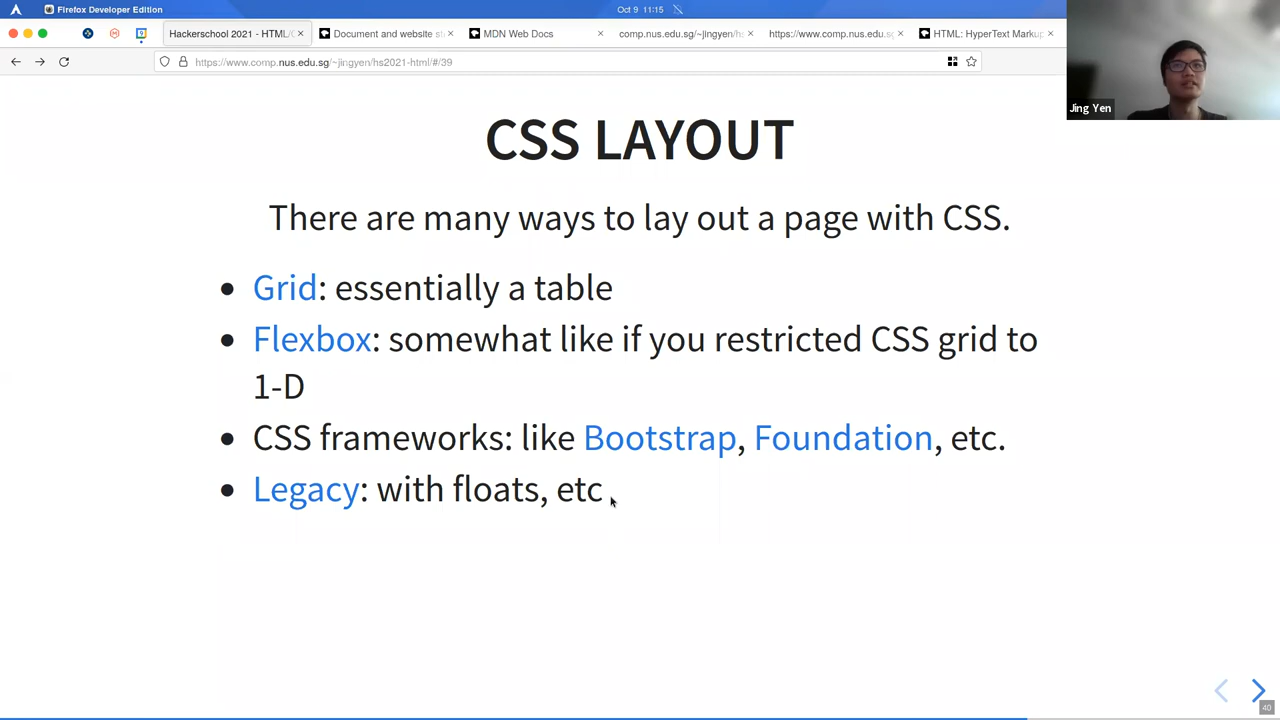 Firefox Developer Edition
Oct 9 11:15
Hackerschool 2021 - HTML/C
Document and website st
MDN Web Docs
comp.nus.edu.sg/~jingyen/hs
https://www.comp.nus.edu.sg
HTML: HyperText Markup
https://www.comp.nus.edu.sg/~jingyen/hs2021-html/#/39
Jing Yen
CSS LAYOUT
There are many ways to lay out a page with CSS.
• Grid: essentially a table
• Flexbox: somewhat like if you restricted CSS grid to
1-D
• CSS frameworks: like Bootstrap, Foundation, etc.
• Legacy: with floats, etc
40